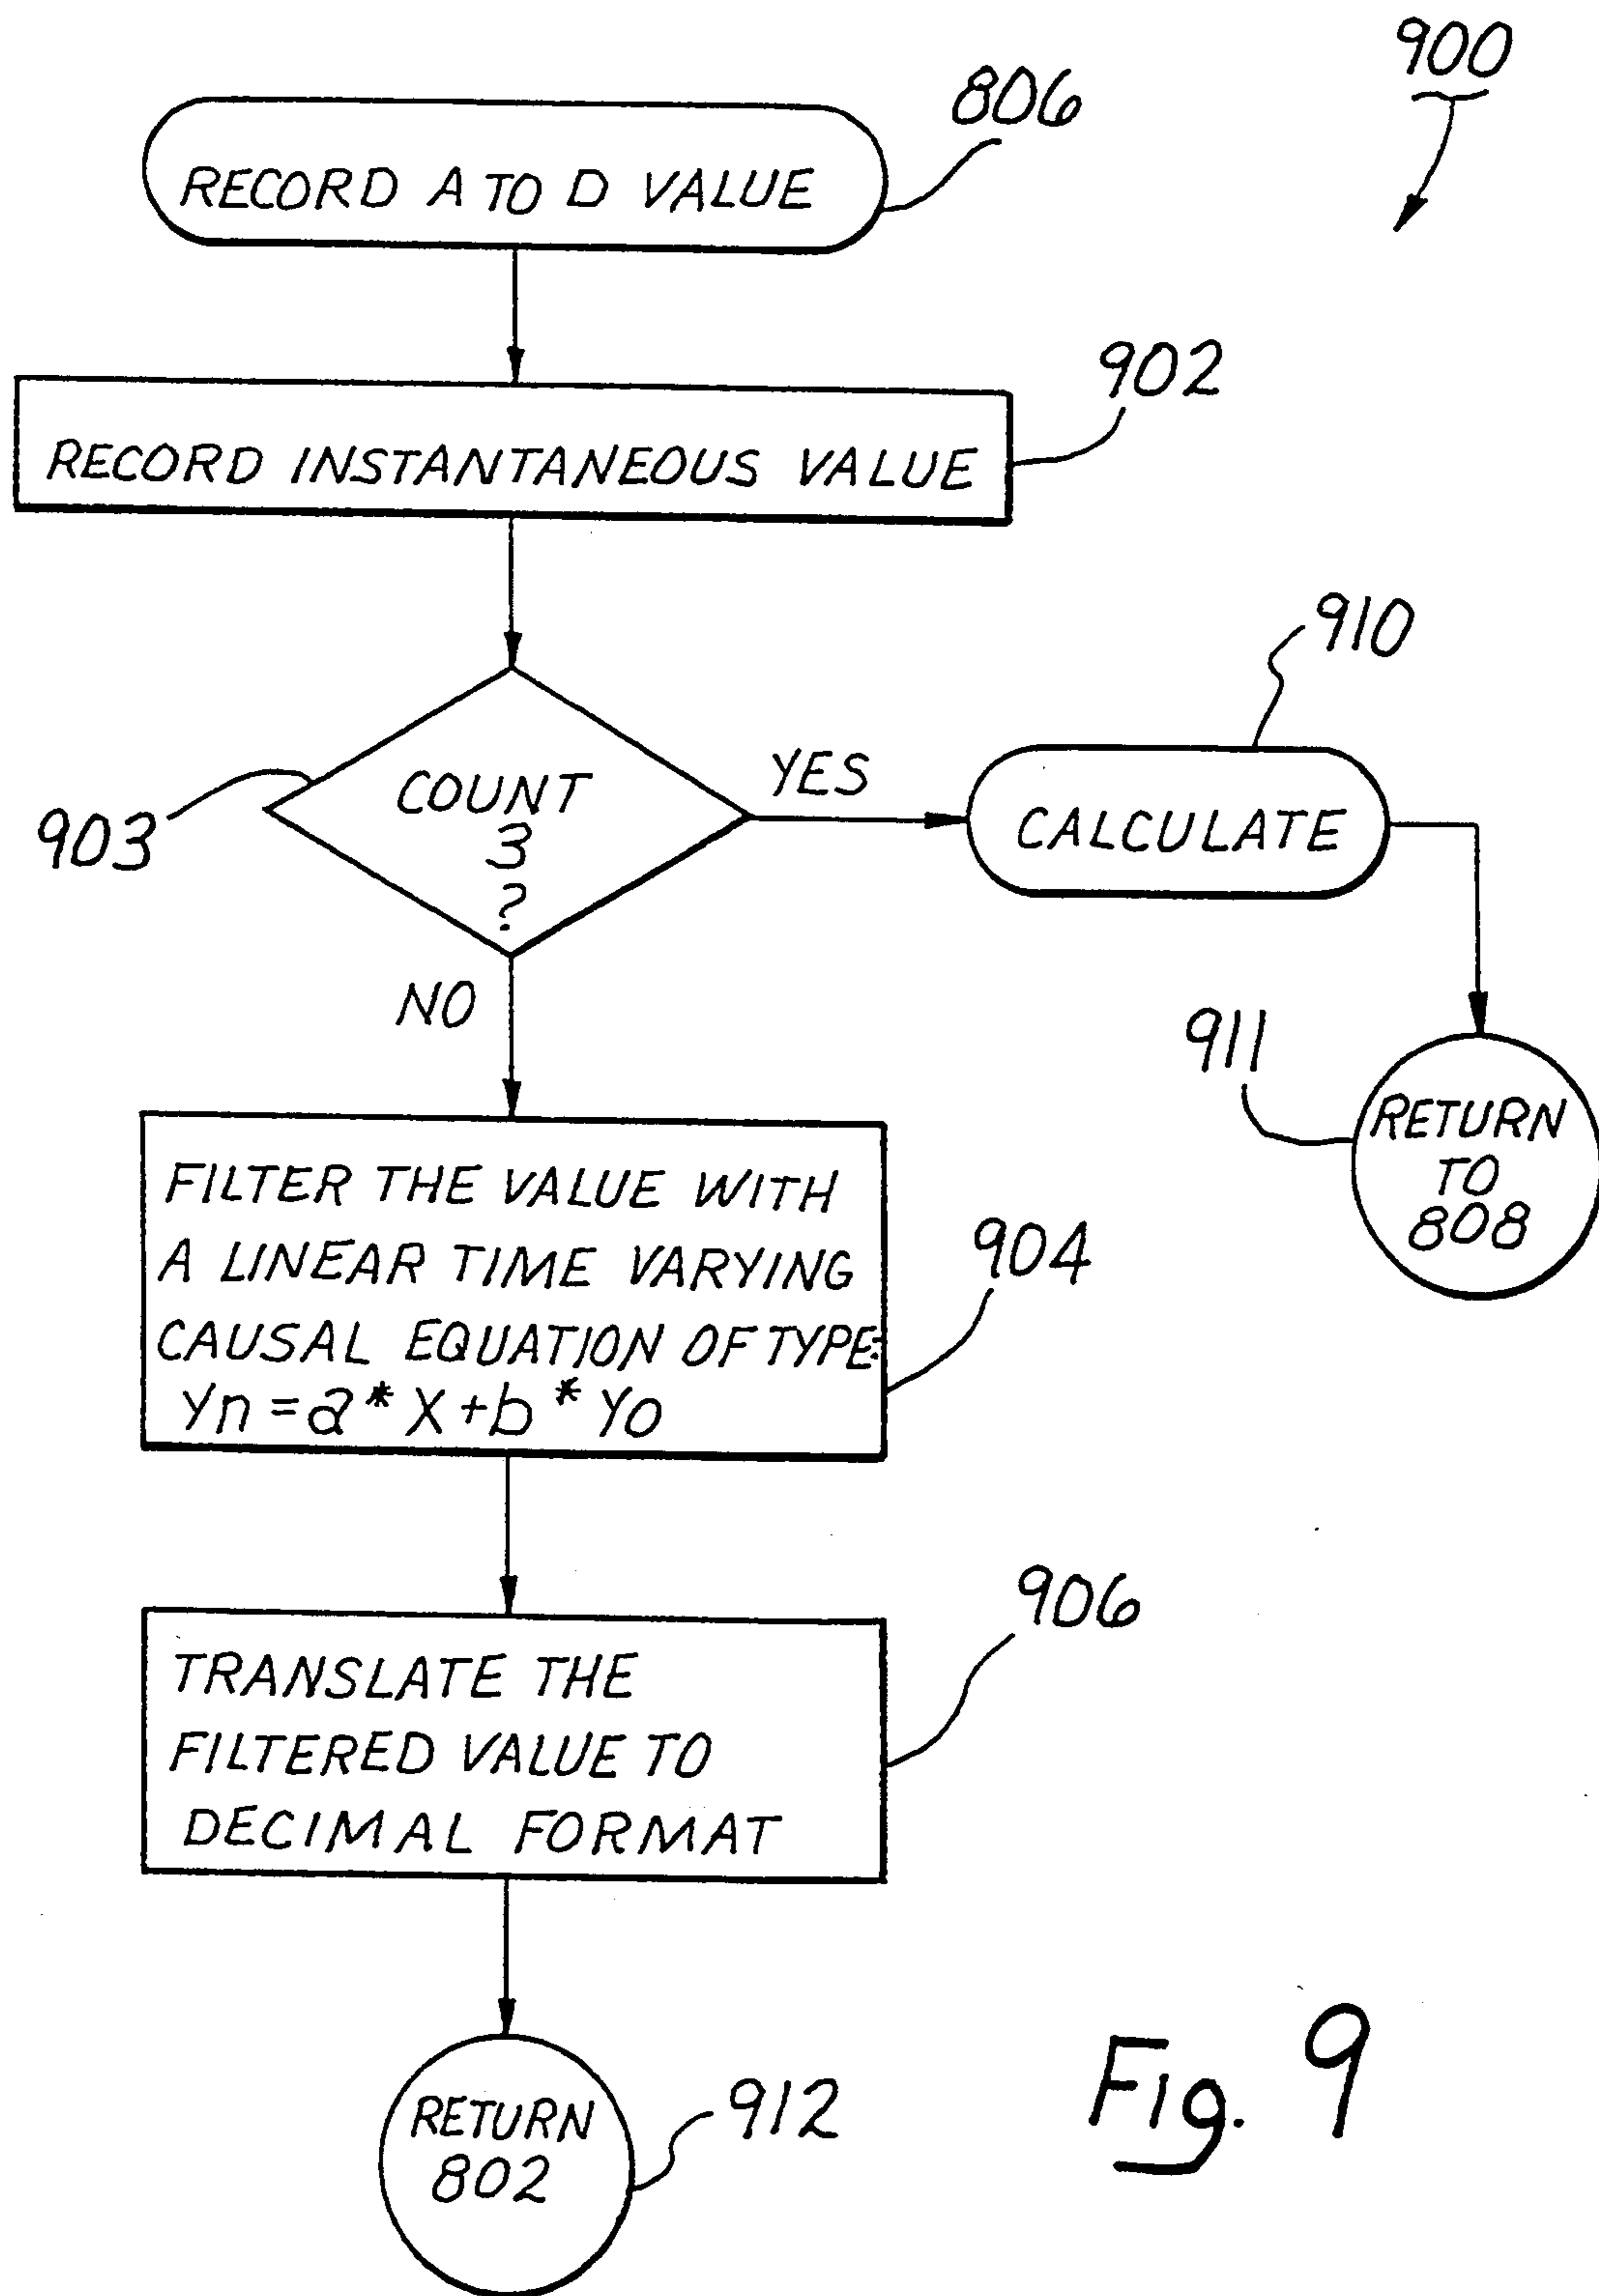 900
806
RECORD A TO D VALUE
902
RECORD INSTANTANEOUS VALUE
910
903
COUNT
3
?
YES
CALCULATE
NO
911
RETURN
TO
808
FILTER THE VALUE WITH
A LINEAR TIME VARYING
CAUSAL EQUATION OF TYPE:
Yn = a * X + b * Yo
904
906
TRANSLATE THE
FILTERED VALUE TO
DECIMAL FORMAT
RETURN
802
912
Fig. 9